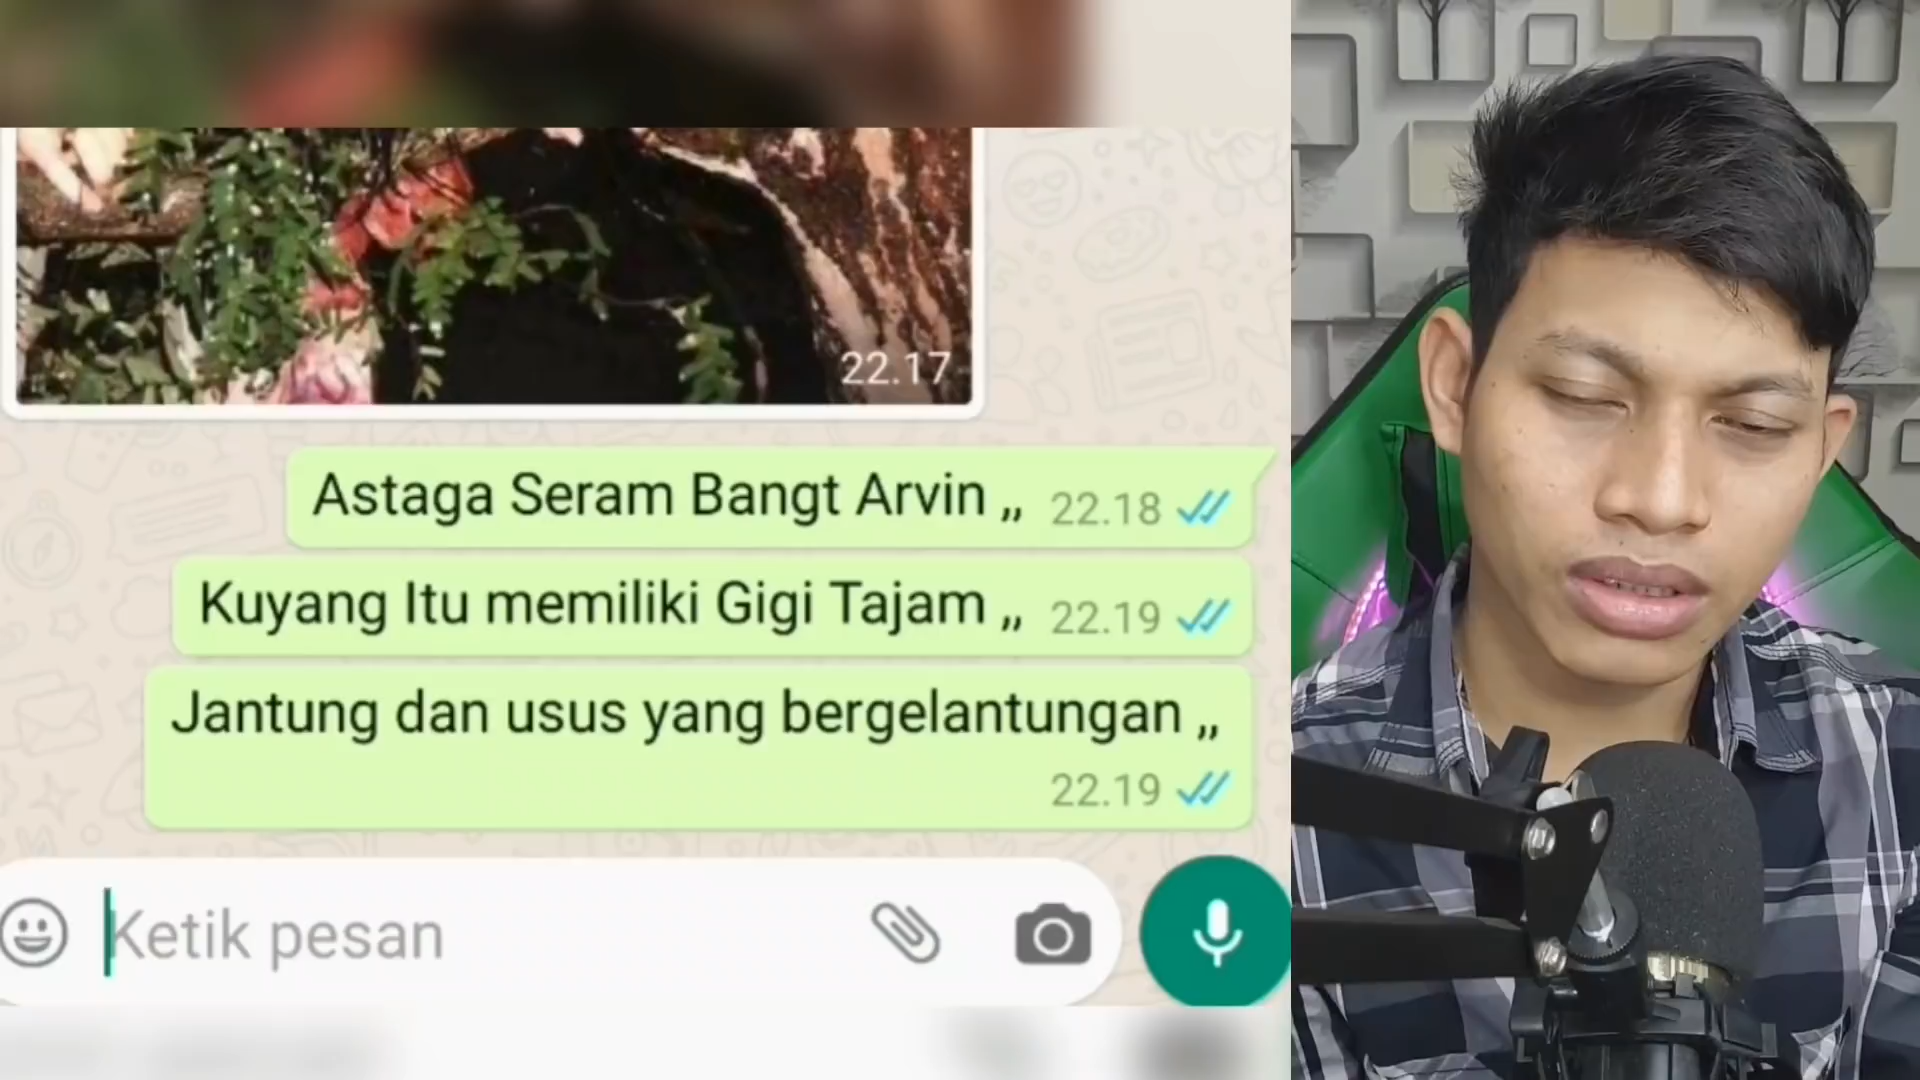 22.17
Astaga Seram Bangt Arvin ,, 22.18
Kuyang Itu memiliki Gigi Tajam ,, 22.19
Jantung dan usus yang bergelantungan ,,
22.19
Ketik pesan